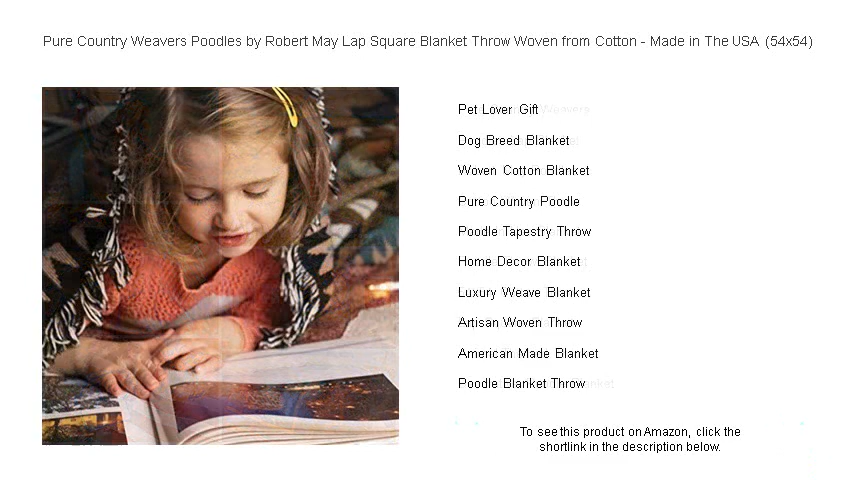 Pure Country Weavers Poodles by Robert May Lap Square Blanket Throw Woven from Cotton - Made in The USA (54x54)
Pet Lover Gift
Dog Breed Blanket
Woven Cotton Blanket
Pure Country Poodle
Poodle Tapestry Throw
Home Decor Blanket
Luxury Weave Blanket
Artisan Woven Throw
American Made Blanket
Poodle Blanket Throw
To see this product on Amazon, click the
shortlink in the description below.